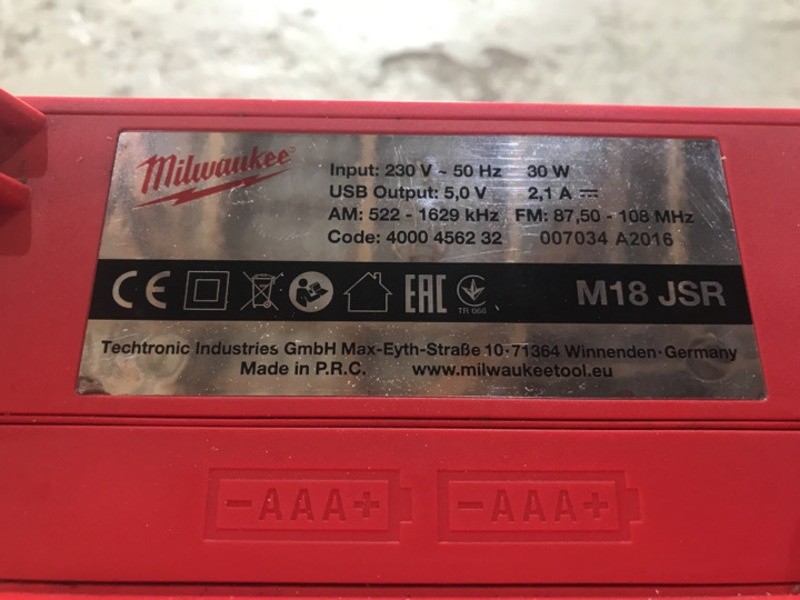 Milwaukee
Input: 230 V ~ 50 Hz 30 W
USB Output: 5,0 V 2,1 A
AM: 522 - 1629 kHz FM: 87,50 - 108 MHz
Code: 4000 4562 32 007034 A2016
CE EAC TR 066 M18 JSR
Techtronic Industries GmbH Max-Eyth-Straße 10·71364 Winnenden·Germany
Made in P.R.C. www.milwaukeetool.eu
-AAA+ -AAA+